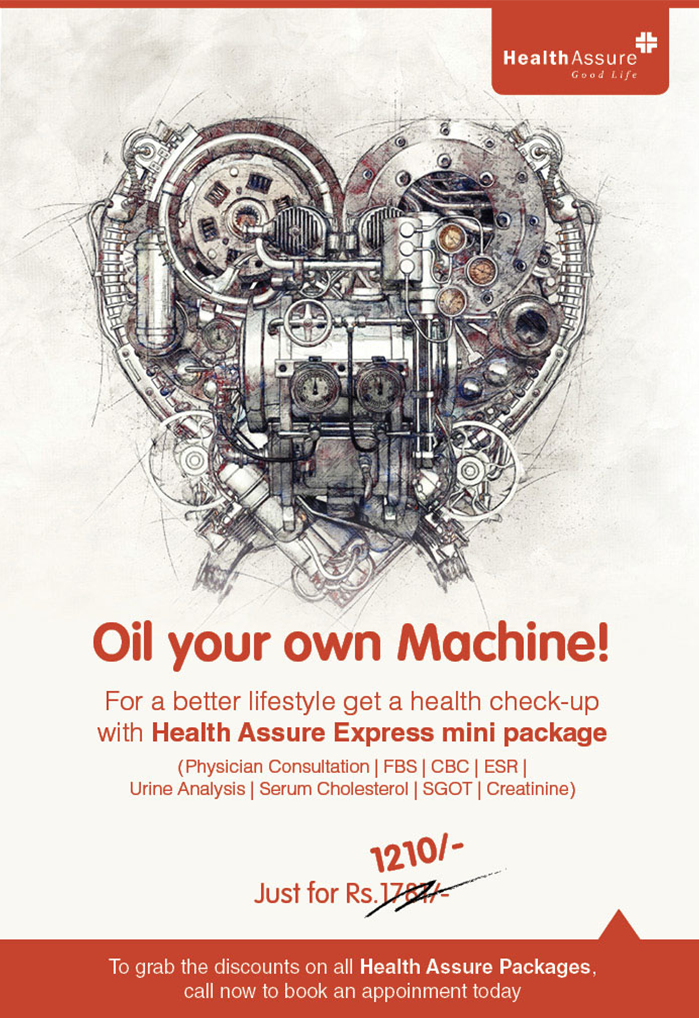 HealthAssure
Good Life
Oil your own Machine!
For a better lifestyle get a health check-up
with Health Assure Express mini package
(Physician Consultation | FBS | CBC | ESR |
Urine Analysis | Serum Cholesterol | SGOT | Creatinine)
1210/-
Just for Rs.1781/-
To grab the discounts on all Health Assure Packages,
call now to book an appoinment today